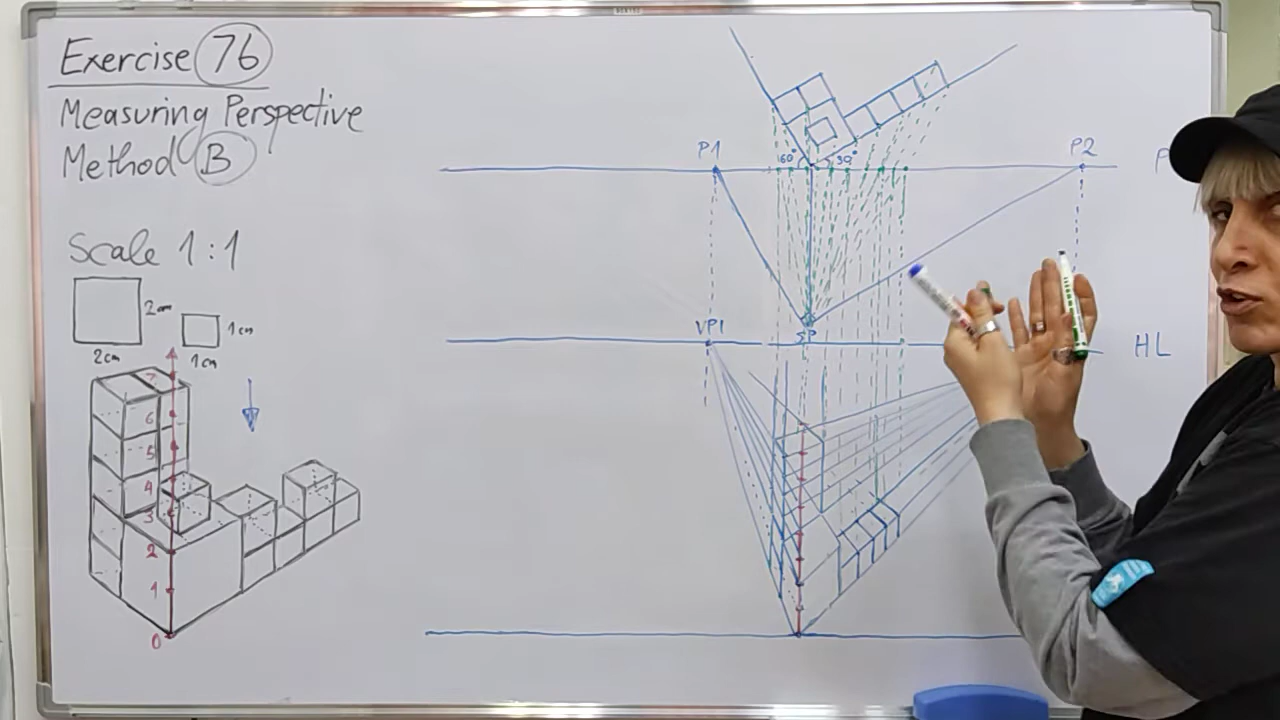 Exercise 76
Measuring Perspective
Method B
Scale 1:1
2cm
1cm
2cm
1cm
7
6
5
4
3
2
1
0
P1
P2
P
60°
30°
VP1
SP
HL